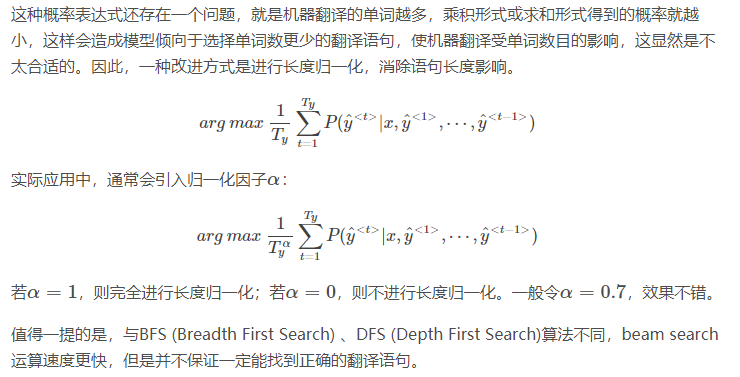 这种概率表达式还存在一个问题，就是机器翻译的单词越多，乘积形式或求和形式得到的概率就越
小，这样会造成模型倾向于选择单词数更少的翻译语句，使机器翻译受单词数目的影响，这显然是不
太合适的。因此，一种改进方式是进行长度归一化，消除语句长度影响。
$arg\,max\,\frac{1}{T_y}\sum_{t=1}^{T_y}P(\hat{y}^{<t>}|x,\hat{y}^{<1>},\cdots,\hat{y}^{<t-1>})$
实际应用中，通常会引入归一化因子α：
$arg\,max\,\frac{1}{T_y^{\alpha}}\sum_{t=1}^{T_y}P(\hat{y}^{<t>}|x,\hat{y}^{<1>},\cdots,\hat{y}^{<t-1>})$
若α = 1，则完全进行长度归一化；若α = 0，则不进行长度归一化。一般令α = 0.7，效果不错。
值得一提的是，与BFS (Breadth First Search) 、DFS (Depth First Search)算法不同，beam search
运算速度更快，但是并不保证一定能找到正确的翻译语句。